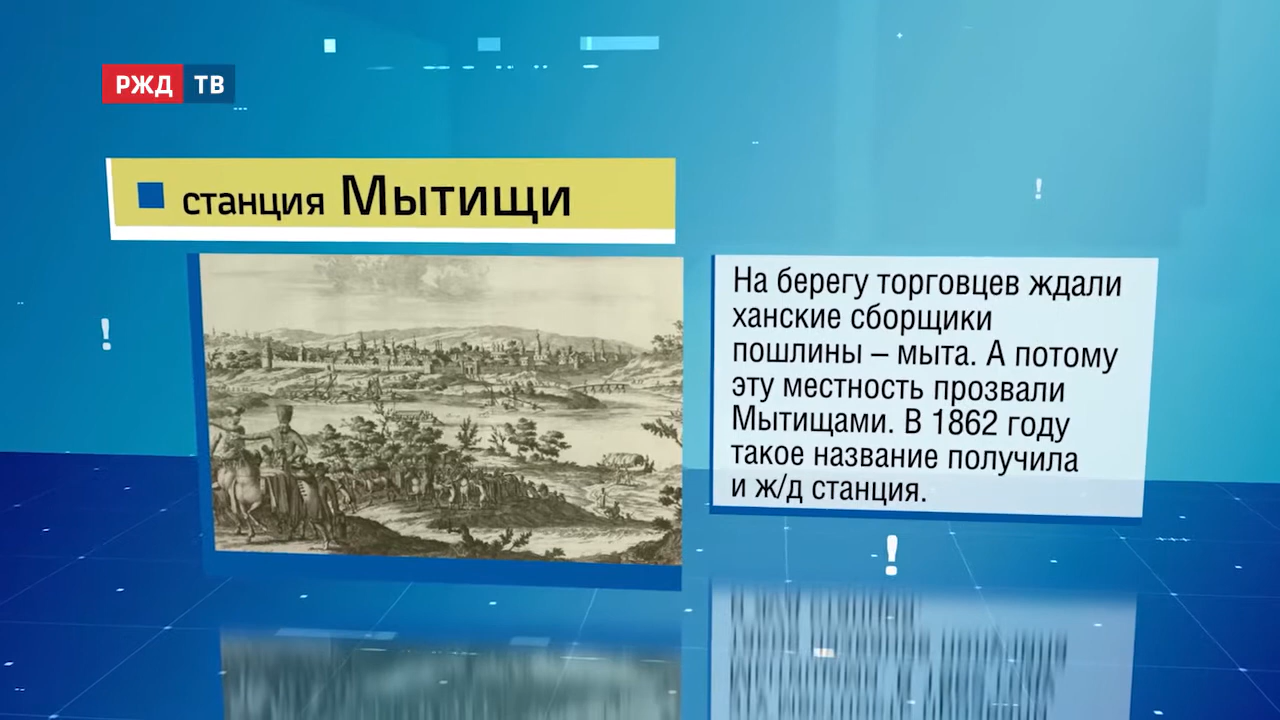 РЖД ТВ
станция Мытищи
На берегу торговцев ждали
ханские сборщики
пошлины – мыта. А потому
эту местность прозвали
Мытищами. В 1862 году
такое название получила
и ж/д станция.